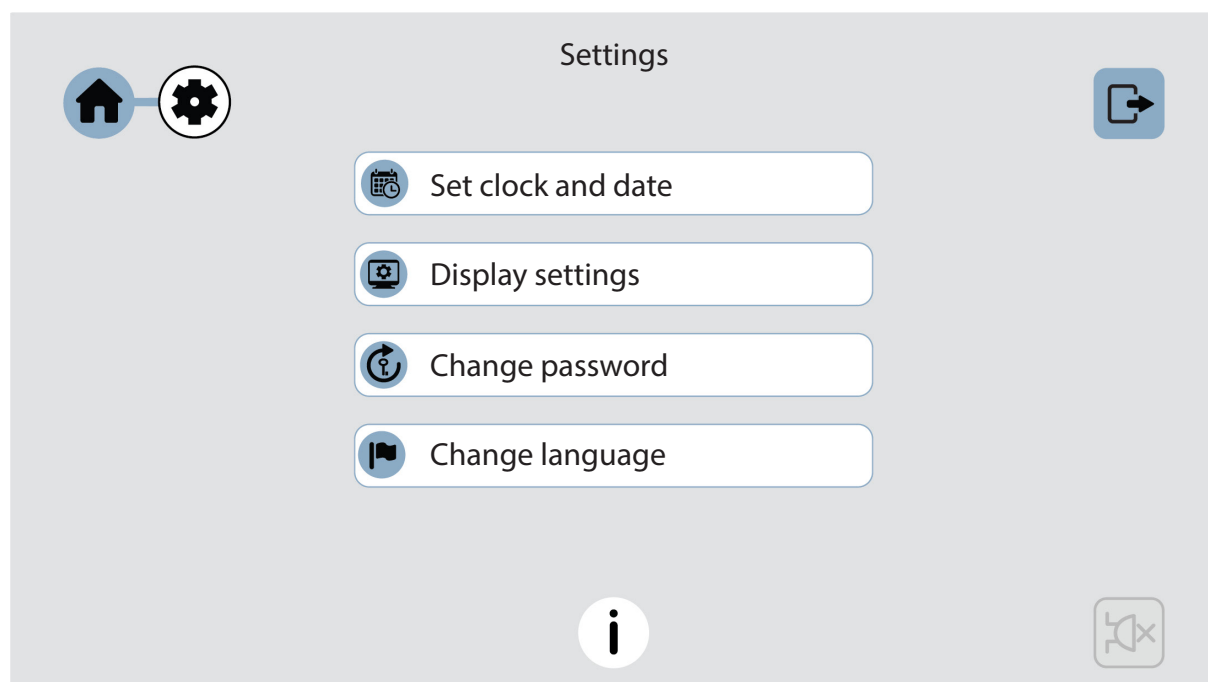 Settings
Set clock and date
Display settings
Change password
Change language
i